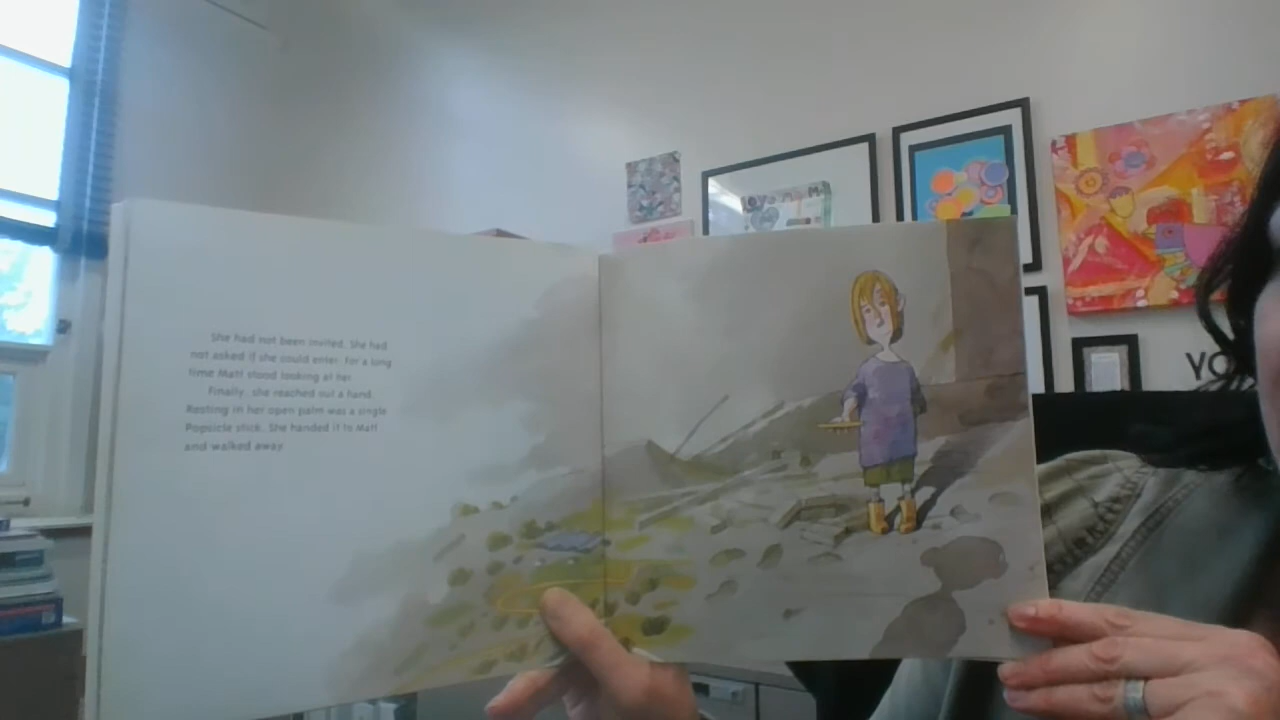 She had not been invited. She had
not asked if she could enter. For a long
time Matt stood looking at her.
Finally, she reached out a hand.
Resting in her open palm was a single
Popsicle stick. She handed it to Matt
and walked away.
YO